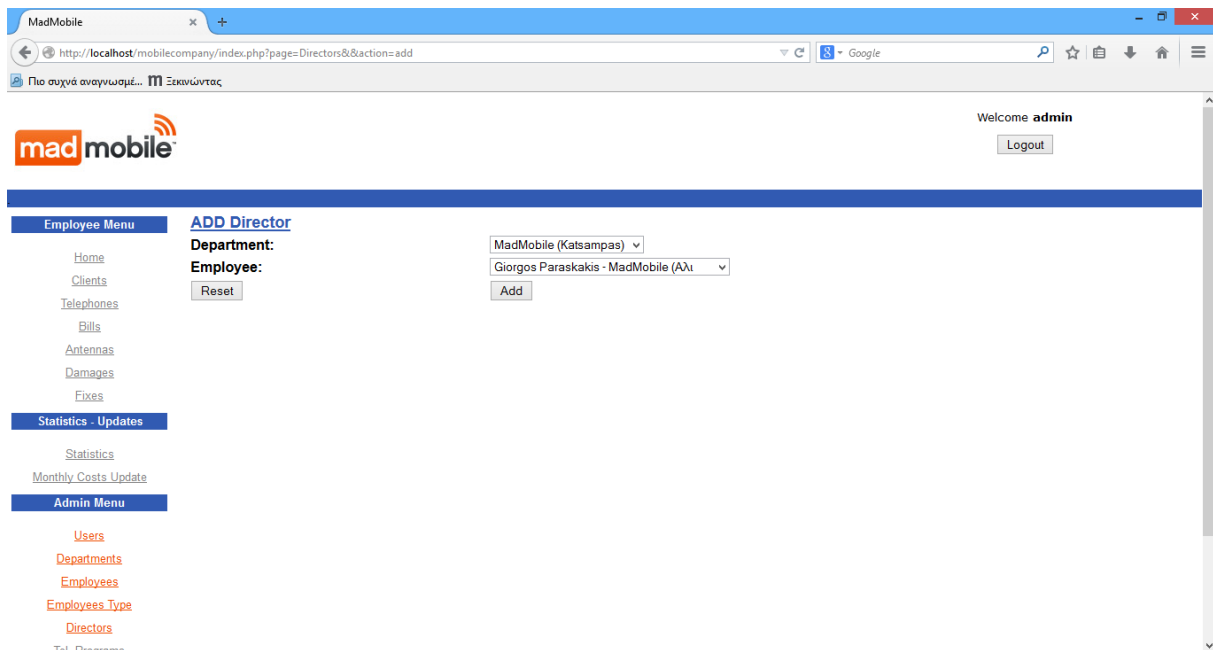 MadMobile
http://localhost/mobilecompany/index.php?page=Directors&&action=add
Google
Πιο συχνά αναγνωσμέ... Ξεκινώντας
mad mobile
Welcome admin
Logout
Employee Menu
Home
Clients
Telephones
Bills
Antennas
Damages
Fixes
Statistics - Updates
Statistics
Monthly Costs Update
Admin Menu
Users
Departments
Employees
Employees Type
Directors
Tel. Programs
ADD Director
Department: MadMobile (Katsampas)
Employee: Giorgos Paraskakis - MadMobile (Αλι
Reset Add